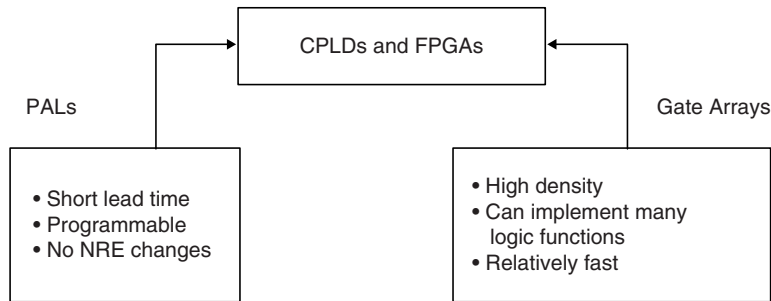 CPLDs and FPGAs
PALs
Gate Arrays
• Short lead time
• Programmable
• No NRE changes
• High density
• Can implement many
logic functions
• Relatively fast